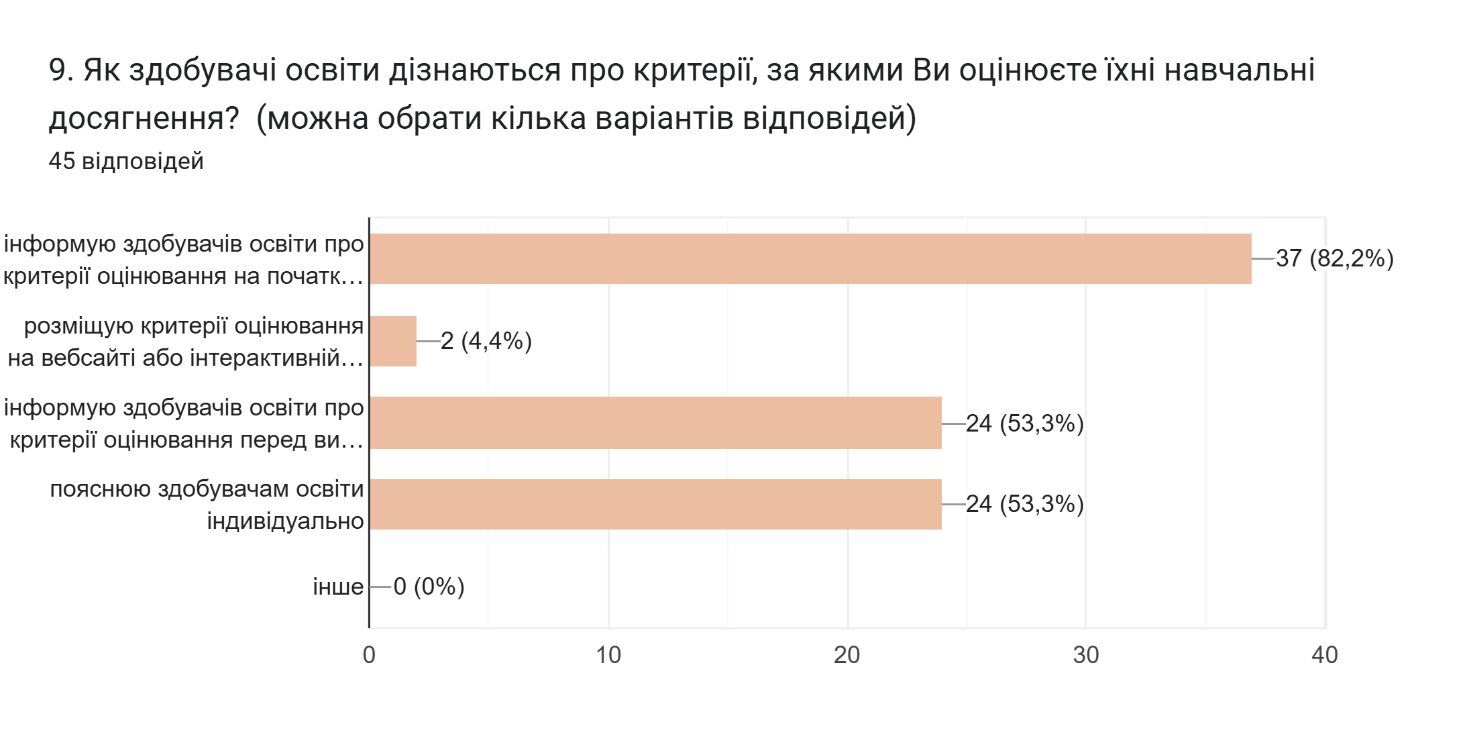 9. Як здобувачі освіти дізнаються про критерії, за якими Ви оцінюєте їхні навчальні
досягнення?  (можна обрати кілька варіантів відповідей)
45 відповідей
інформую здобувачів освіти про
критерії оцінювання на початк…
37 (82,2%)
розміщую критерії оцінювання
на вебсайті або інтерактивній…
2 (4,4%)
інформую здобувачів освіти про
критерії оцінювання перед ви…
24 (53,3%)
пояснюю здобувачам освіти
індивідуально
24 (53,3%)
інше
0 (0%)
0 10 20 30 40